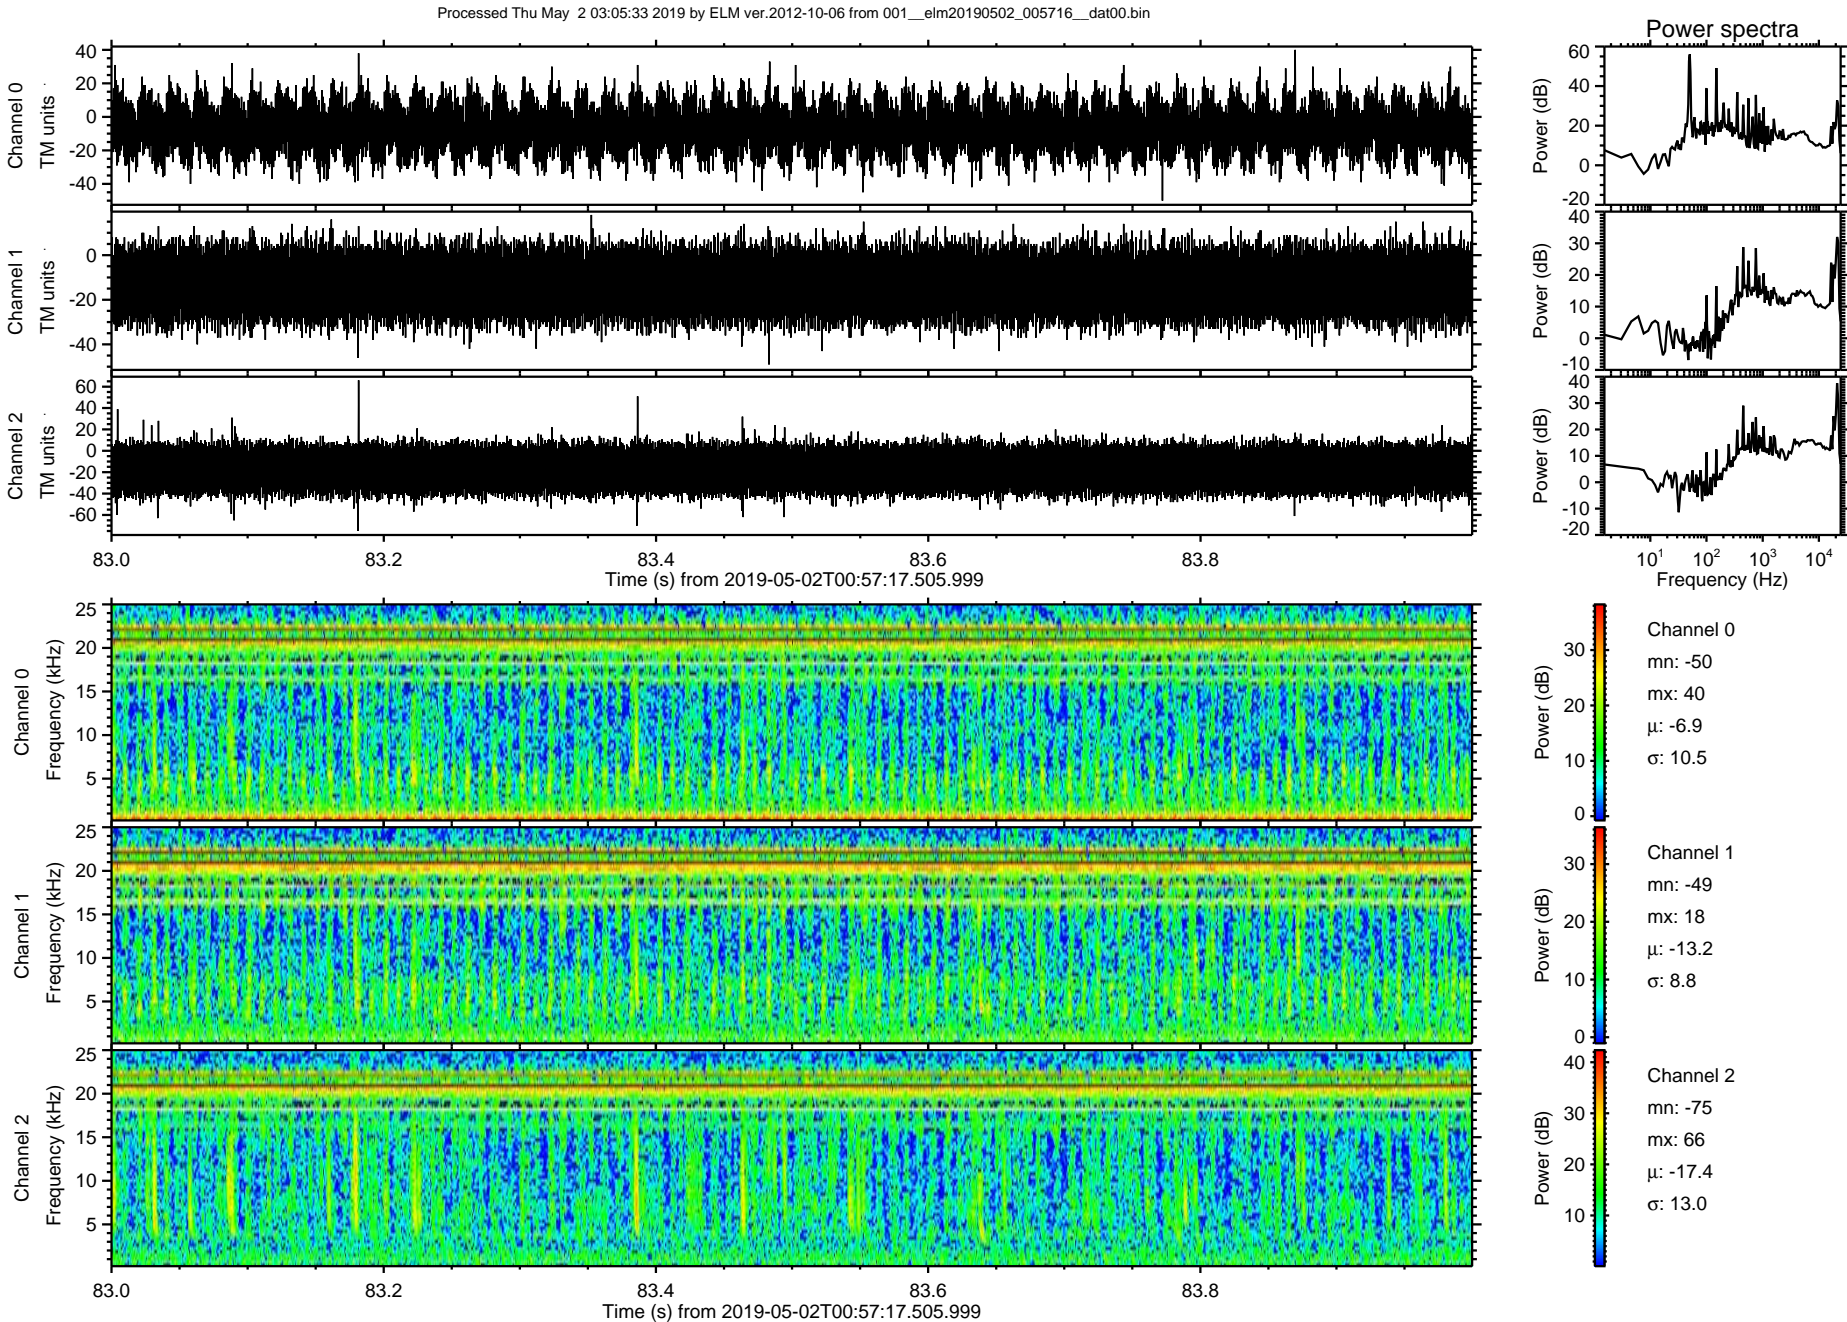 Processed Thu May  2 03:05:33 2019 by ELM ver.2012-10-06 from 001__elm20190502_005716__dat00.bin
Power spectra
Channel 0
TM units
40
20
0
-20
-40
Power (dB)
60
40
20
0
-20
Channel 1
TM units
0
-20
-40
Power (dB)
40
30
20
10
0
-10
Channel 2
TM units
60
40
20
0
-20
-40
-60
Power (dB)
40
30
20
10
0
-10
-20
83.0 83.2 83.4 83.6 83.8
Time (s) from 2019-05-02T00:57:17.505.999
10¹ 10² 10³ 10⁴
Frequency (Hz)
Channel 0
Frequency (kHz)
25
20
15
10
5
Power (dB)
30
20
10
0
Channel 0
mn: -50
mx: 40
μ: -6.9
σ: 10.5
Channel 1
Frequency (kHz)
25
20
15
10
5
Power (dB)
30
20
10
0
Channel 1
mn: -49
mx: 18
μ: -13.2
σ: 8.8
Channel 2
Frequency (kHz)
25
20
15
10
5
Power (dB)
40
30
20
10
Channel 2
mn: -75
mx: 66
μ: -17.4
σ: 13.0
83.0 83.2 83.4 83.6 83.8
Time (s) from 2019-05-02T00:57:17.505.999